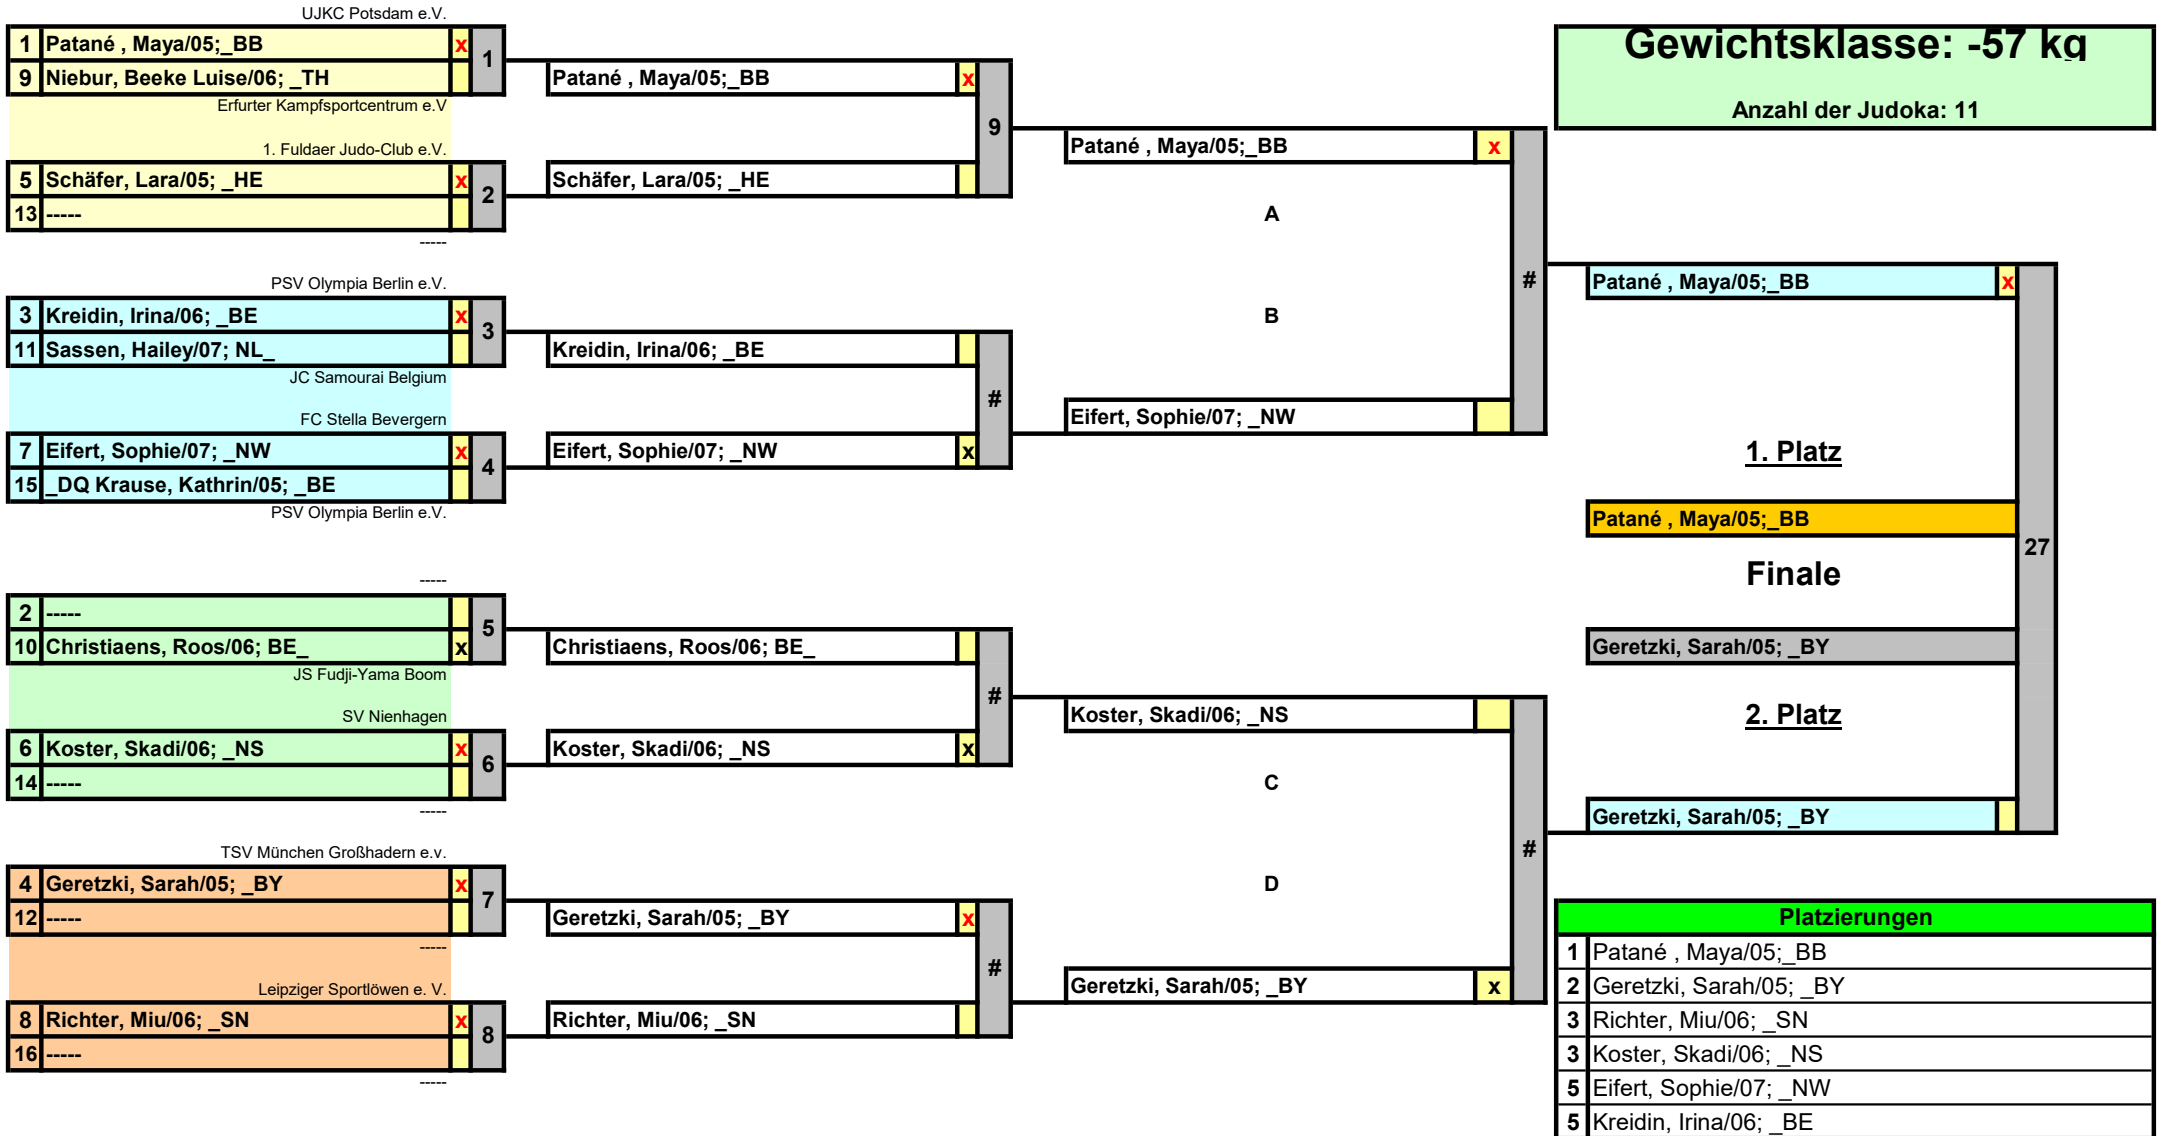 UJKC Potsdam e.V.
1 Patané , Maya/05;_BB x
1
9 Niebur, Beeke Luise/06; _TH
Erfurter Kampfsportcentrum e.V
1. Fuldaer Judo-Club e.V.
5 Schäfer, Lara/05; _HE x
2
13 -----
-----
PSV Olympia Berlin e.V.
3 Kreidin, Irina/06; _BE x
3
11 Sassen, Hailey/07; NL_
JC Samourai Belgium
FC Stella Bevergern
7 Eifert, Sophie/07; _NW x
4
15 _DQ Krause, Kathrin/05; _BE
PSV Olympia Berlin e.V.
-----
2 -----
5
10 Christiaens, Roos/06; BE_ x
JS Fudji-Yama Boom
SV Nienhagen
6 Koster, Skadi/06; _NS x
6
14 -----
-----
TSV München Großhadern e.v.
4 Geretzki, Sarah/05; _BY x
7
12 -----
-----
Leipziger Sportlöwen e. V.
8 Richter, Miu/06; _SN x
8
16 -----
-----
Patané , Maya/05;_BB x
9
Schäfer, Lara/05; _HE
Kreidin, Irina/06; _BE
#
Eifert, Sophie/07; _NW x
Christiaens, Roos/06; BE_
#
Koster, Skadi/06; _NS x
Geretzki, Sarah/05; _BY x
#
Richter, Miu/06; _SN
Patané , Maya/05;_BB x
A
#
B
Eifert, Sophie/07; _NW
Koster, Skadi/06; _NS
C
#
D
Geretzki, Sarah/05; _BY x
Gewichtsklasse: -57 kg
Anzahl der Judoka: 11
Patané , Maya/05;_BB x
1. Platz
Patané , Maya/05;_BB
27
Finale
Geretzki, Sarah/05; _BY
2. Platz
Geretzki, Sarah/05; _BY
Platzierungen
1 Patané , Maya/05;_BB
2 Geretzki, Sarah/05; _BY
3 Richter, Miu/06; _SN
3 Koster, Skadi/06; _NS
5 Eifert, Sophie/07; _NW
5 Kreidin, Irina/06; _BE